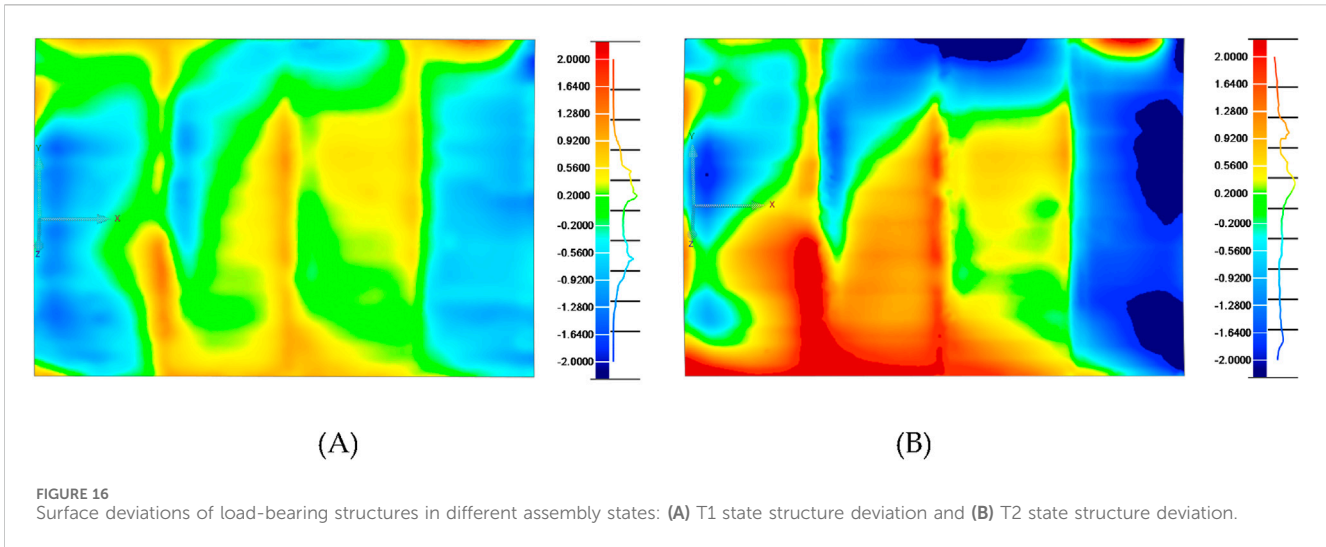 2.0000
1.6400
1.2800
0.9200
0.5600
0.2000
-0.2000
-0.5600
-0.9200
-1.2800
-1.6400
-2.0000
Y
X
Z
2.0000
1.6400
1.2800
0.9200
0.5600
0.2000
-0.2000
-0.5600
-0.9200
-1.2800
-1.6400
-2.0000
Y
X
Z
(A)
(B)
FIGURE 16
Surface deviations of load-bearing structures in different assembly states: (A) T1 state structure deviation and (B) T2 state structure deviation.